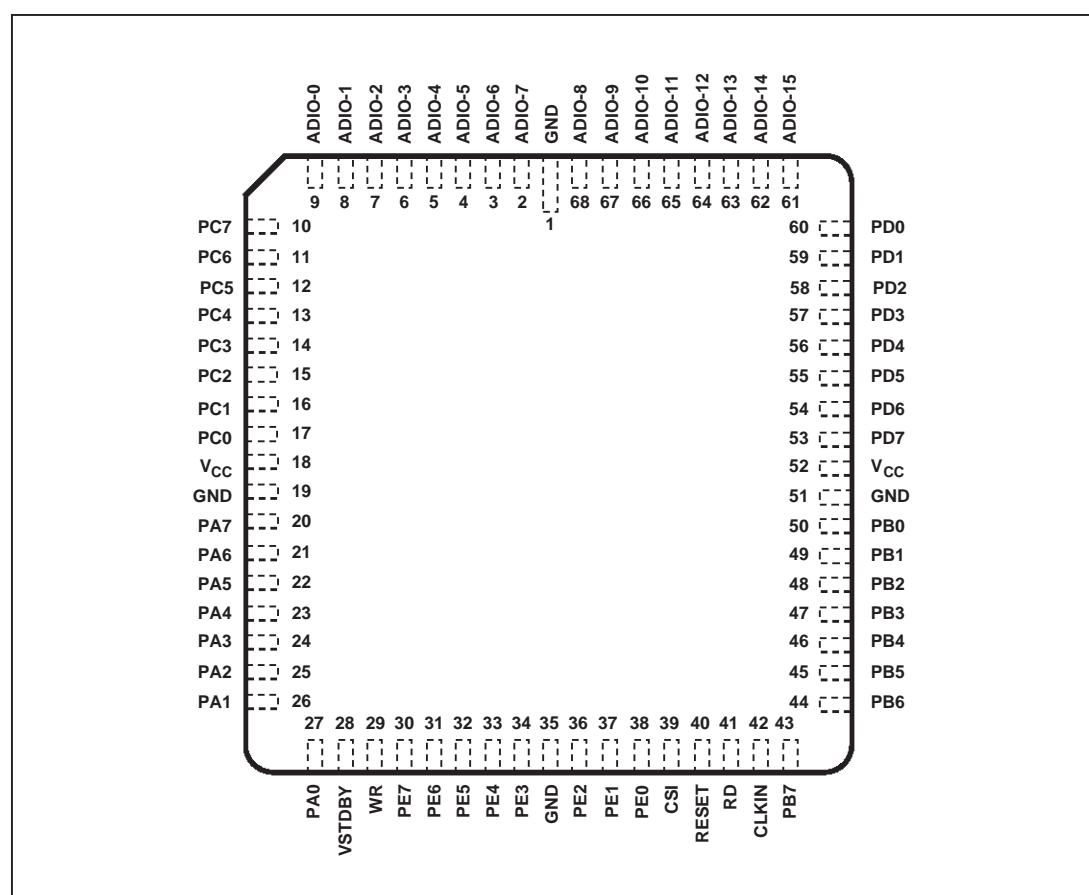 ADIO-0 ADIO-1 ADIO-2 ADIO-3 ADIO-4 ADIO-5 ADIO-6 ADIO-7 GND ADIO-8 ADIO-9 ADIO-10 ADIO-11 ADIO-12 ADIO-13 ADIO-14 ADIO-15
9 8 7 6 5 4 3 2 1 68 67 66 65 64 63 62 61
PC7 10 60 PD0
PC6 11 59 PD1
PC5 12 58 PD2
PC4 13 57 PD3
PC3 14 56 PD4
PC2 15 55 PD5
PC1 16 54 PD6
PC0 17 53 PD7
VCC 18 52 VCC
GND 19 51 GND
PA7 20 50 PB0
PA6 21 49 PB1
PA5 22 48 PB2
PA4 23 47 PB3
PA3 24 46 PB4
PA2 25 45 PB5
PA1 26 44 PB6
27 28 29 30 31 32 33 34 35 36 37 38 39 40 41 42 43
PA0 VSTDBY WR PE7 PE6 PE5 PE4 PE3 GND PE2 PE1 PE0 CSI RESET RD CLKIN PB7